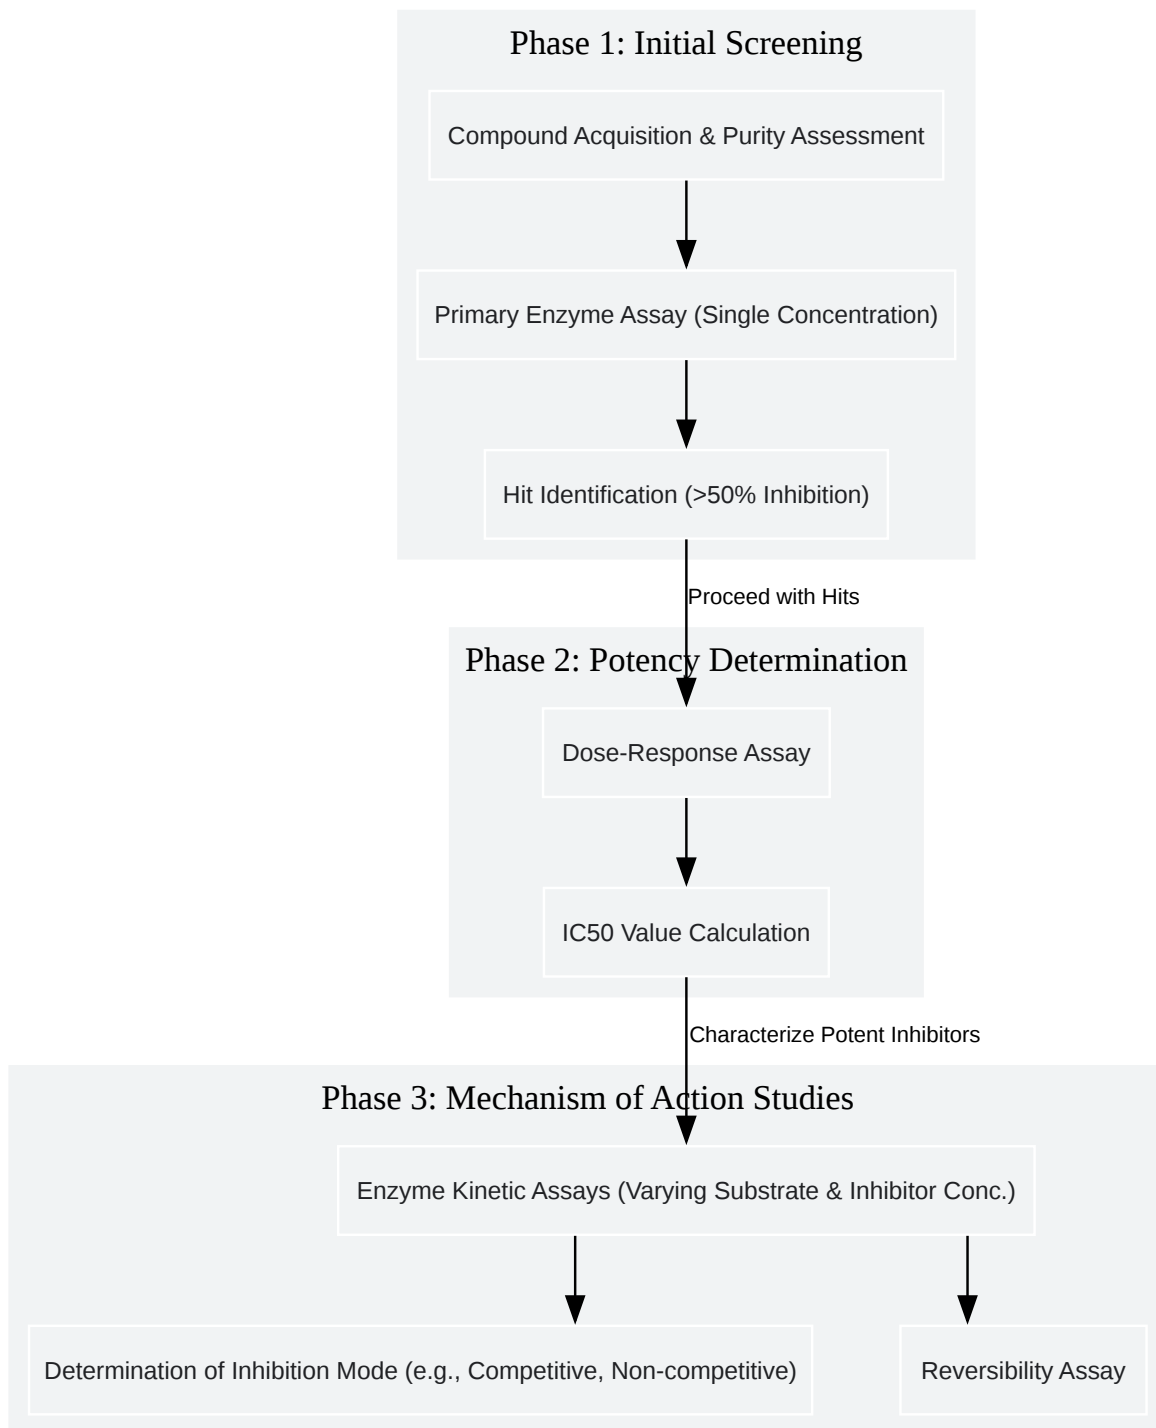 Phase 1: Initial Screening
Compound Acquisition & Purity Assessment
Primary Enzyme Assay (Single Concentration)
Hit Identification (>50% Inhibition)
Proceed with Hits
Phase 2: Potency Determination
Dose-Response Assay
IC50 Value Calculation
Characterize Potent Inhibitors
Phase 3: Mechanism of Action Studies
Enzyme Kinetic Assays (Varying Substrate & Inhibitor Conc.)
Determination of Inhibition Mode (e.g., Competitive, Non-competitive)
Reversibility Assay